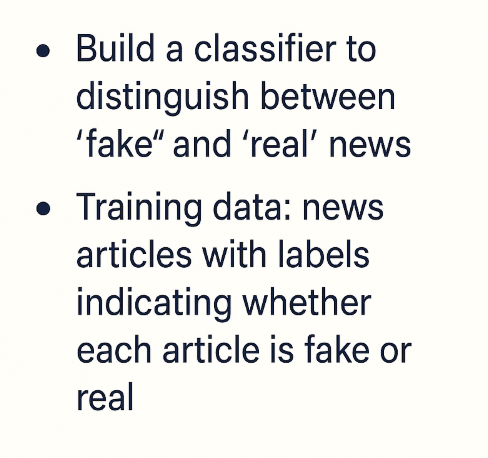 • Build a classifier to
distinguish between
‘fake“ and ‘real’ news
• Training data: news
articles with labels
indicating whether
each article is fake or
real